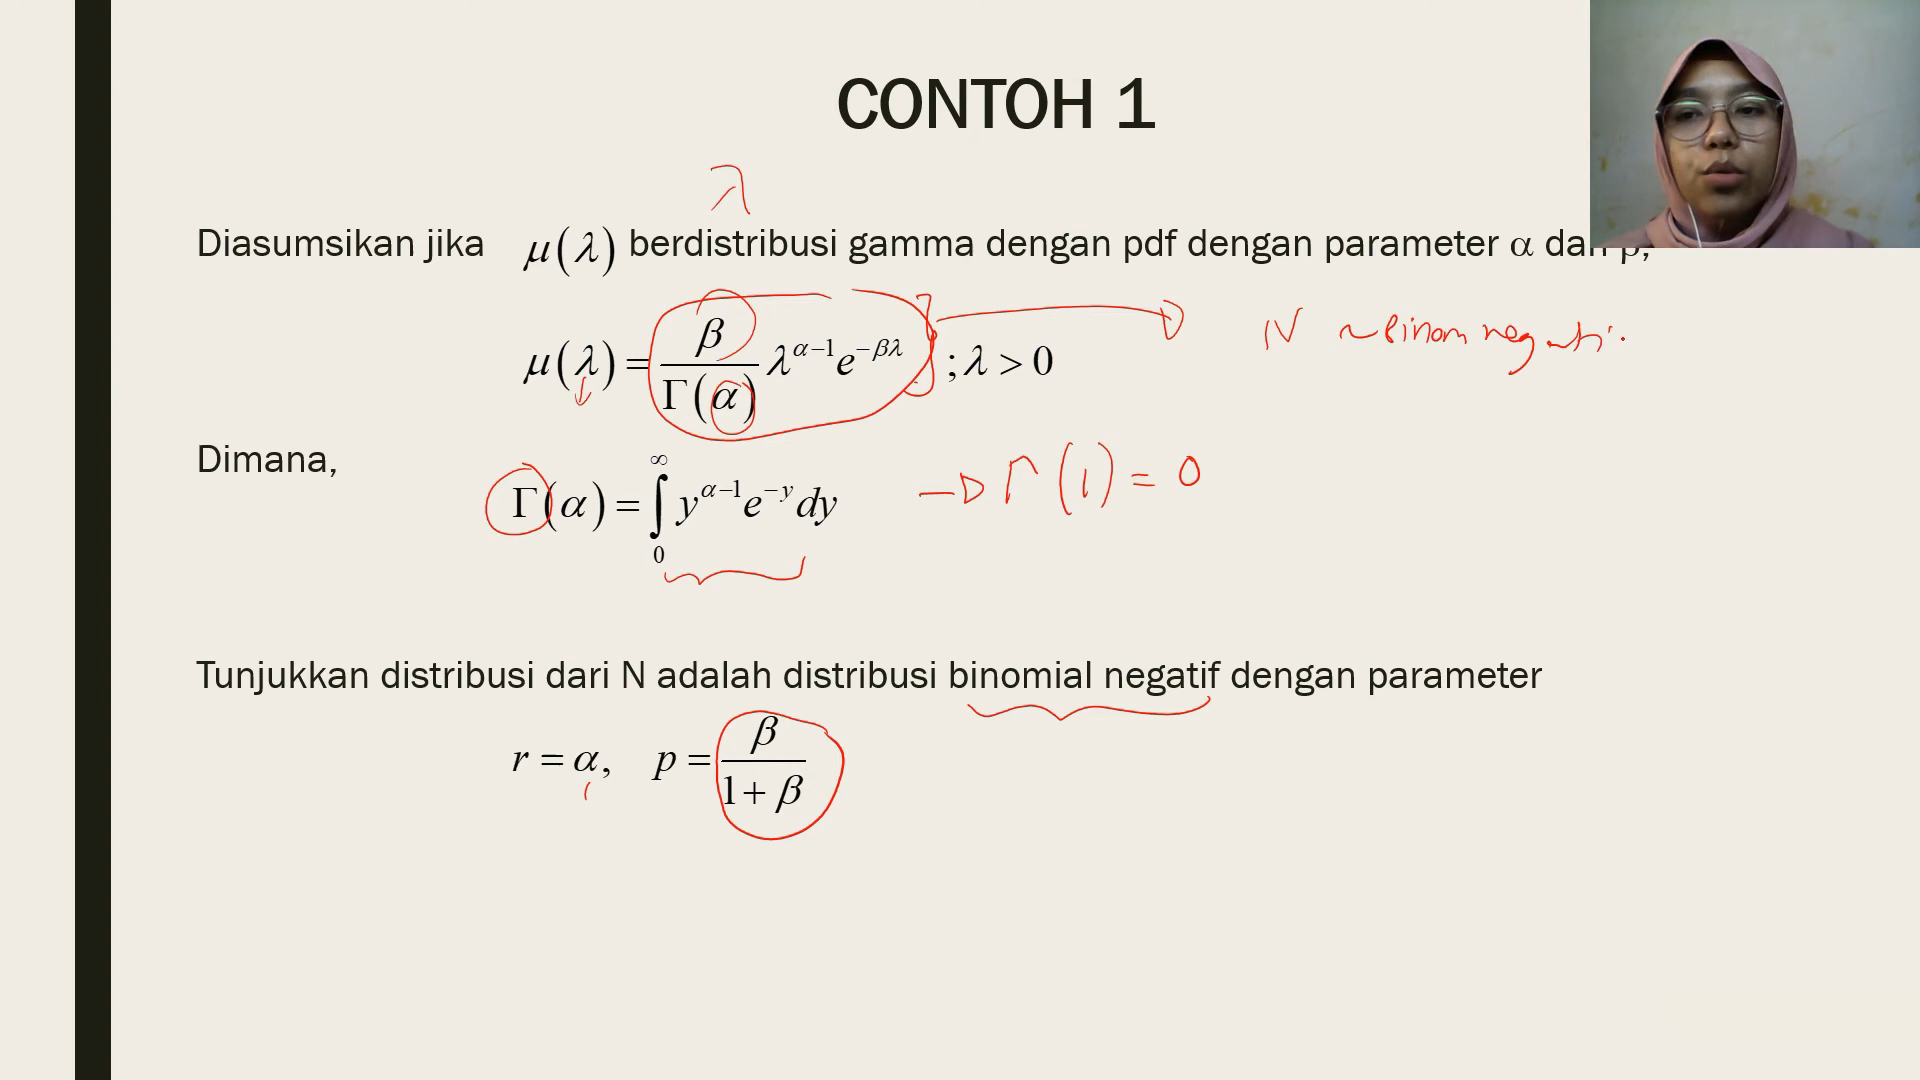 CONTOH 1
λ
Diasumsikan jika μ(λ) berdistribusi gamma dengan pdf dengan parameter α dan β,
μ(λ) = β / Γ(α) λ^(α−1) e^(−βλ) ; λ > 0
N ~ Binom negati
Dimana,
Γ(α) = ∫₀^∞ y^(α−1) e^(−y) dy → Γ(1) = 0
Tunjukkan distribusi dari N adalah distribusi binomial negatif dengan parameter
r = α, p = β / (1 + β)